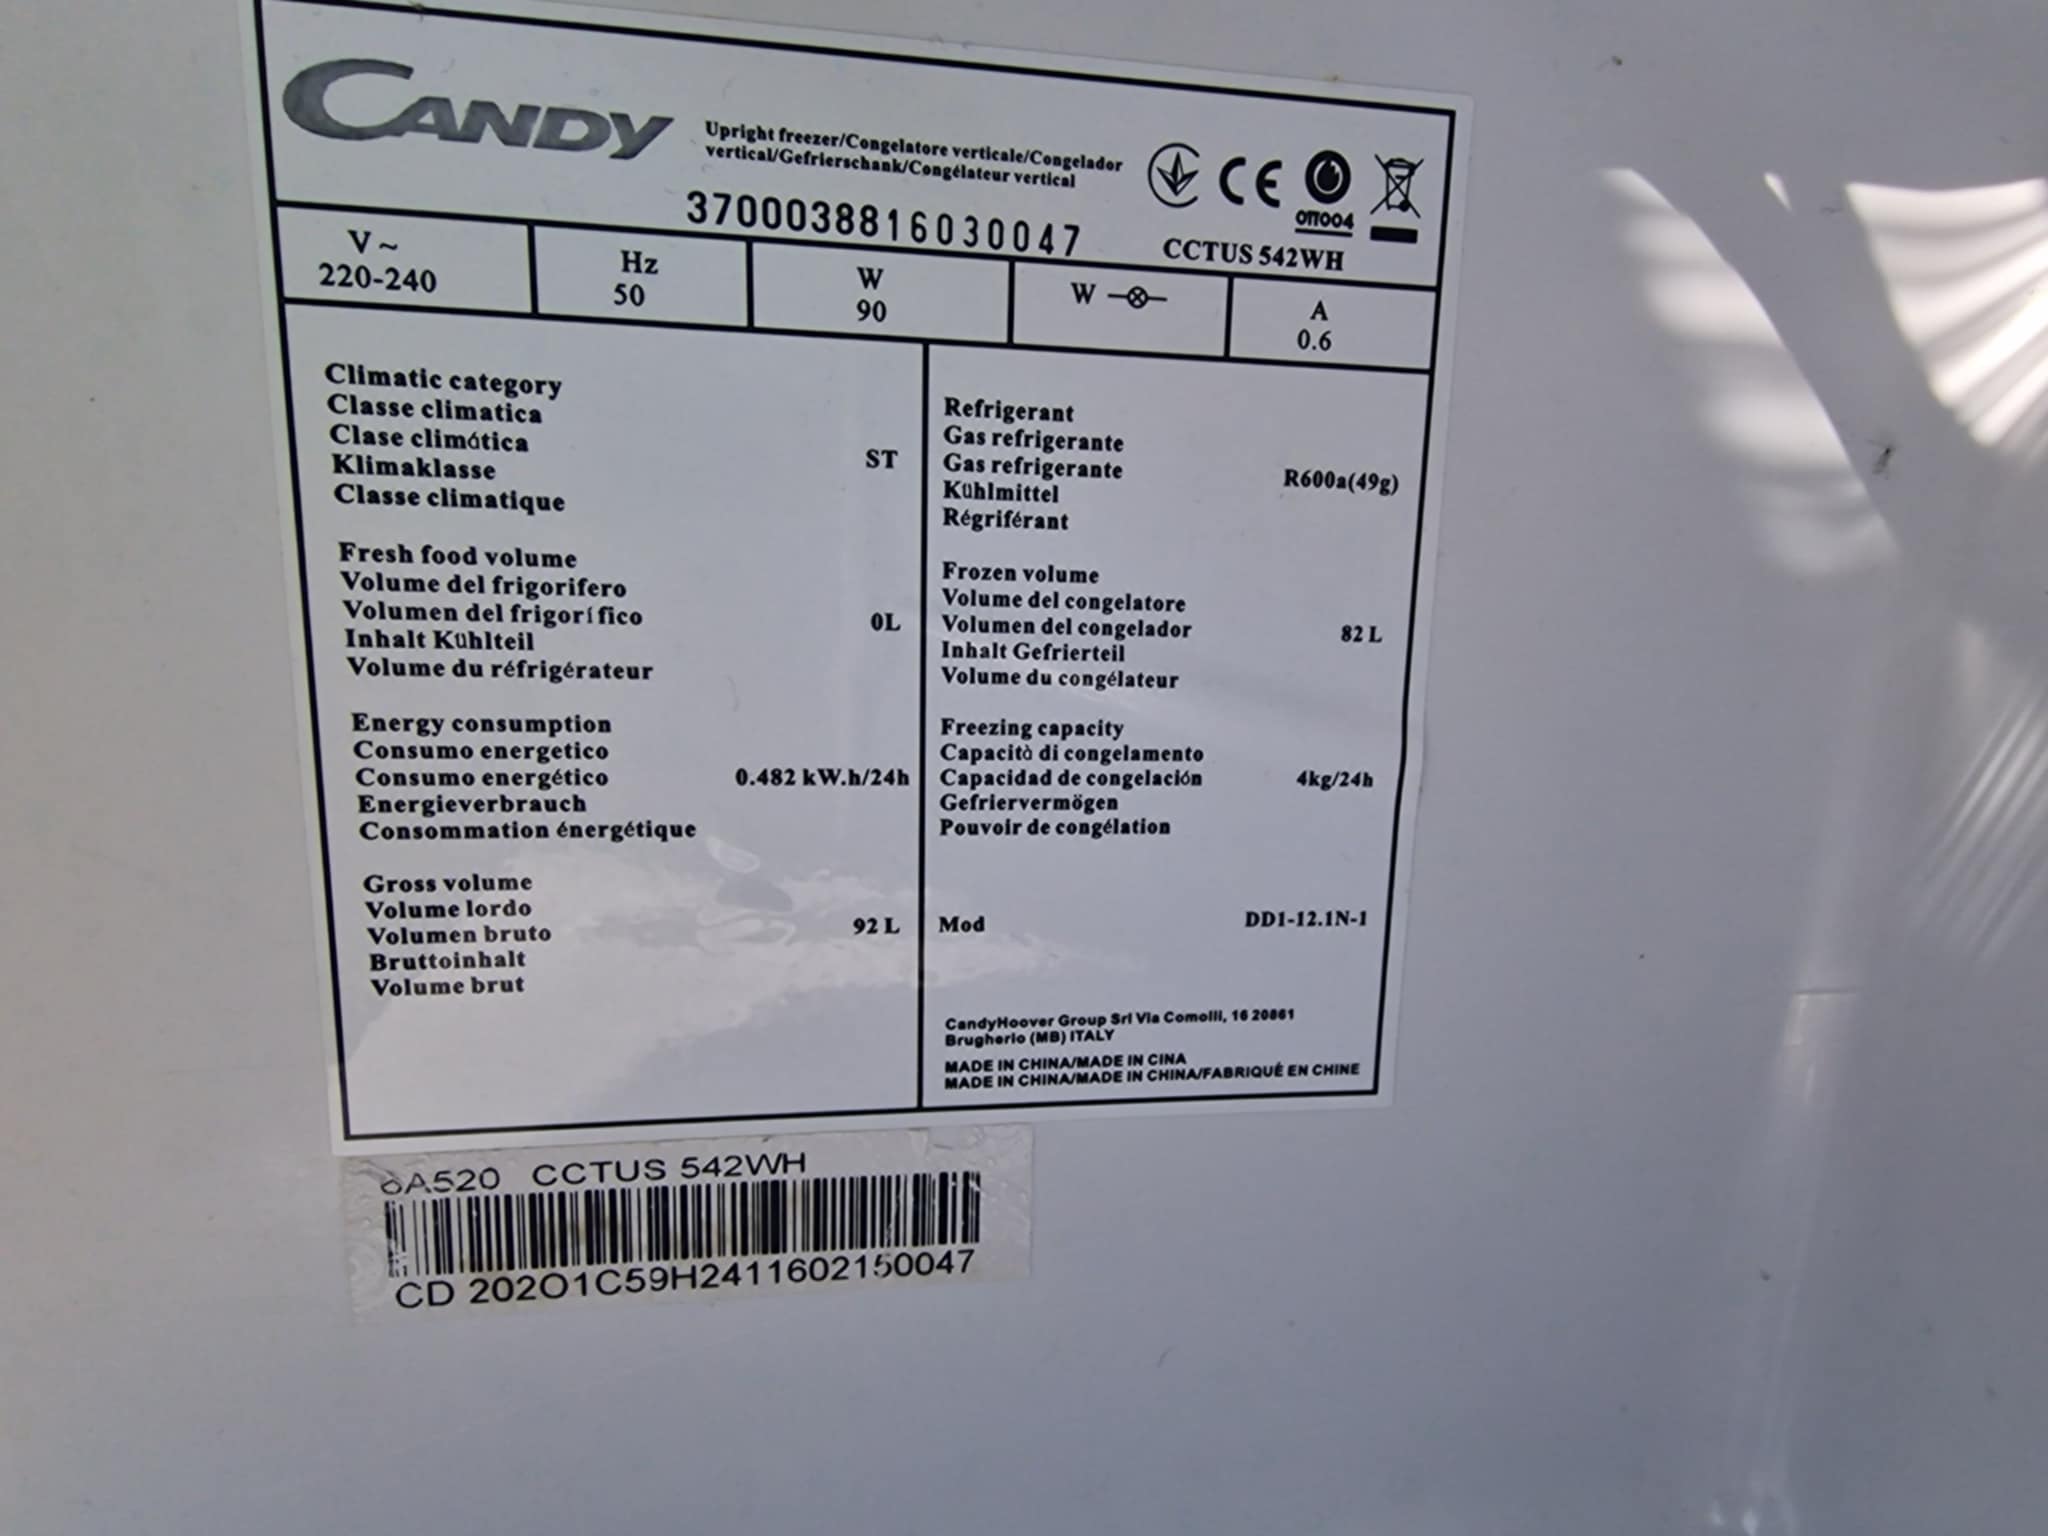 CANDY
Upright freezer/Congelatore verticale/Congelador
vertical/Gefrierschank/Congélateur vertical
3700038816030047
011004
CCTUS 542WH
V~
220-240
Hz
50
W
90
W
A
0.6
Climatic category
Classe climatica
Clase climática
Klimaklasse
Classe climatique
ST
Refrigerant
Gas refrigerante
Gas refrigerante
Kühlmittel
Régriférant
R600a(49g)
Fresh food volume
Volume del frigorifero
Volumen del frigorífico
Inhalt Kühlteil
Volume du réfrigérateur
0L
Frozen volume
Volume del congelatore
Volumen del congelador
Inhalt Gefrierteil
Volume du congélateur
82 L
Energy consumption
Consumo energetico
Consumo energético
Energieverbrauch
Consommation énergétique
0.482 kW.h/24h
Freezing capacity
Capacità di congelamento
Capacidad de congelación
Gefriervermögen
Pouvoir de congélation
4kg/24h
Gross volume
Volume lordo
Volumen bruto
Bruttoinhalt
Volume brut
92 L
Mod
DD1-12.1N-1
CandyHoover Group Srl Via Comolli, 16 20861
Brugherio (MB) ITALY
MADE IN CHINA/MADE IN CINA
MADE IN CHINA/MADE IN CHINA/FABRIQUÉ EN CHINE
6A520 CCTUS 542WH
CD 202O1C59H2411602150047